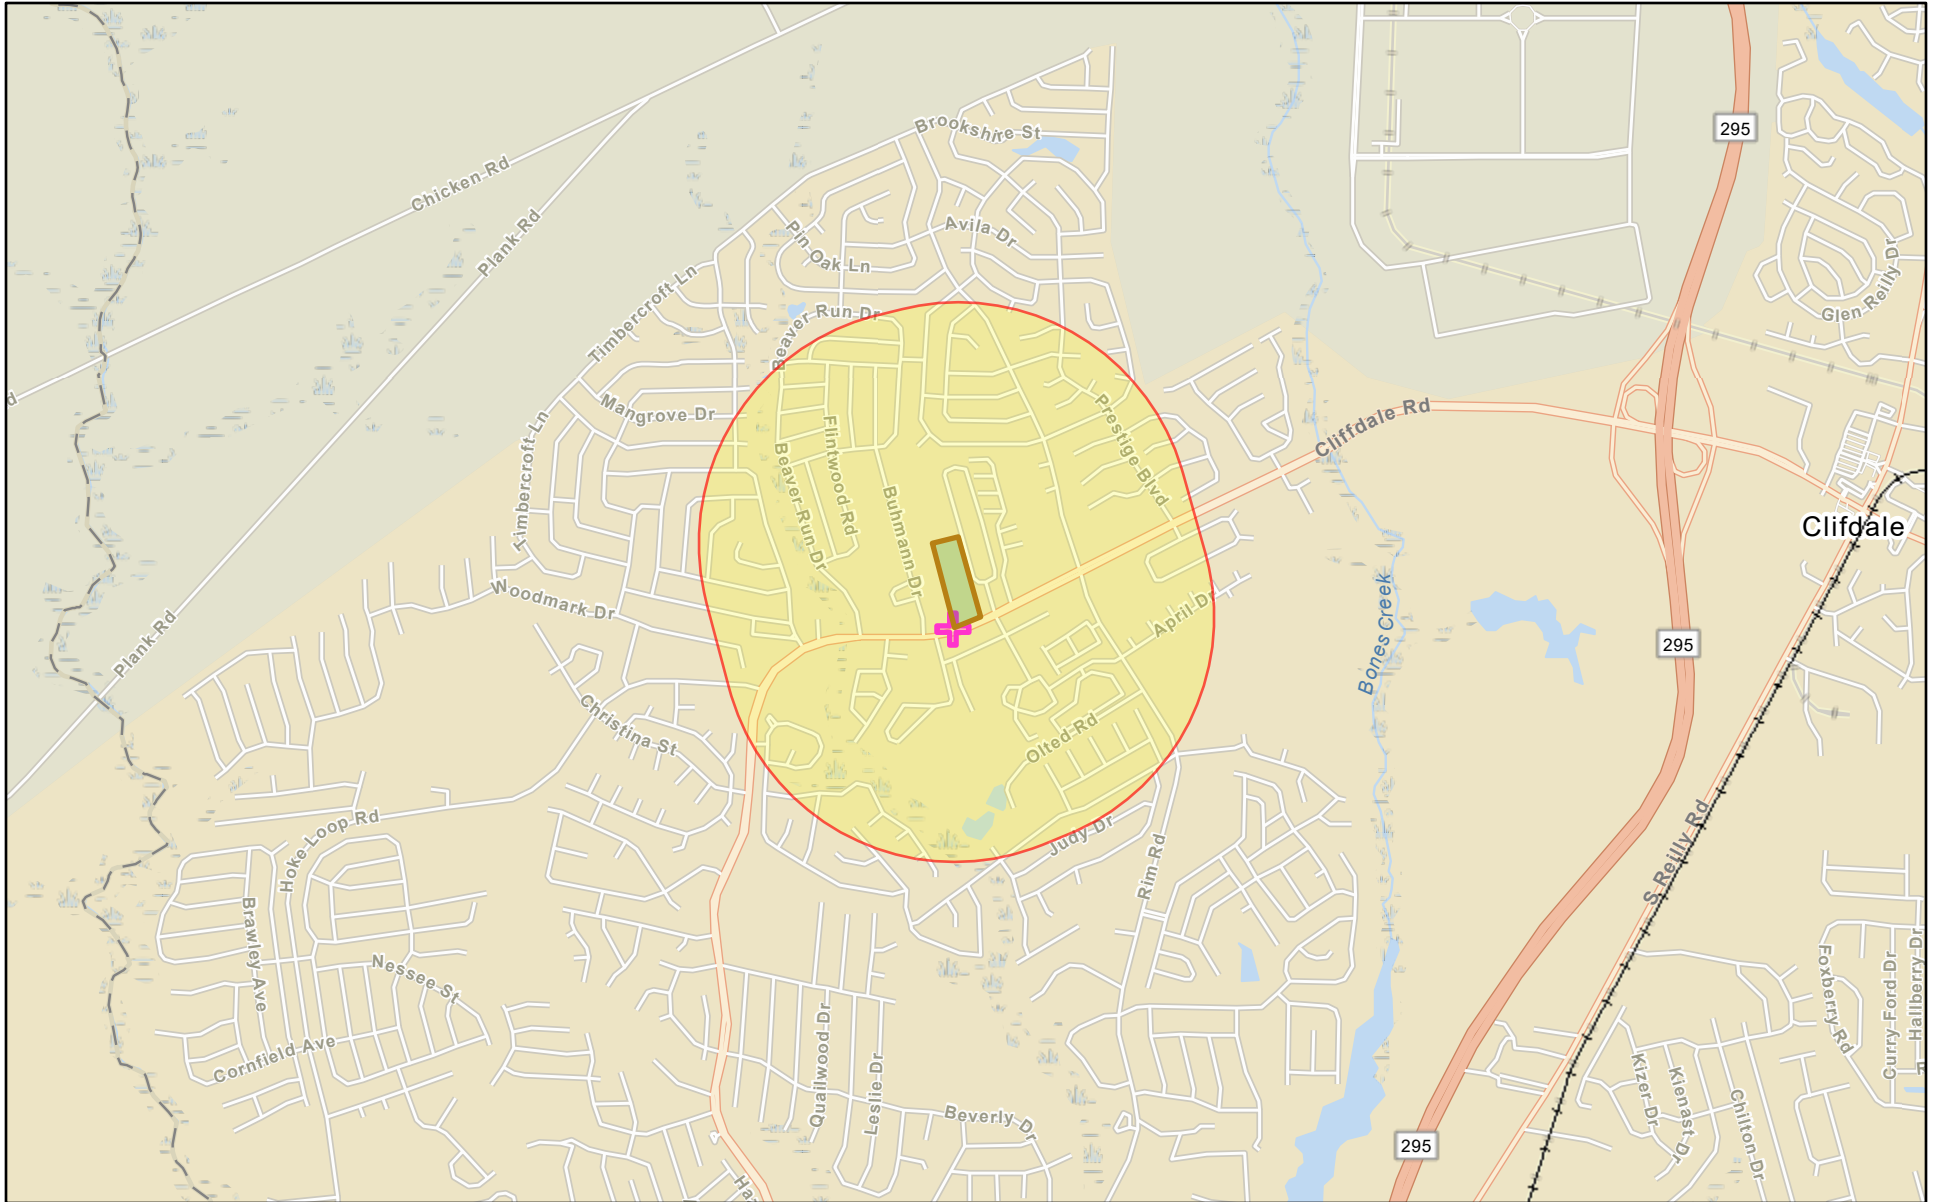 Brookshire St
295
Chicken Rd
Plank Rd
Avila Dr
Pin Oak Ln
Glen Reilly Dr
Timbercroft Ln
Beaver Run Dr
Mangrove Dr
Prestige Blvd
Cliffdale Rd
Timbercroft Ln
Flintwood Rd
Beaver Run Dr
Buhmann Dr
Clifdale
Woodmark Dr
April Dr
Bones Creek
Plank Rd
295
Christina St
Olted Rd
Hoke Loop Rd
Judy Dr
Rim Rd
S Reilly Rd
Brawley Ave
Nessee St
Foxberry Rd
Curry Ford Dr
Hallberry Dr
Cornfield Ave
Quailwood Dr
Leslie Dr
Beverly Dr
Kizer Dr
Kienast Dr
Chilton Dr
295